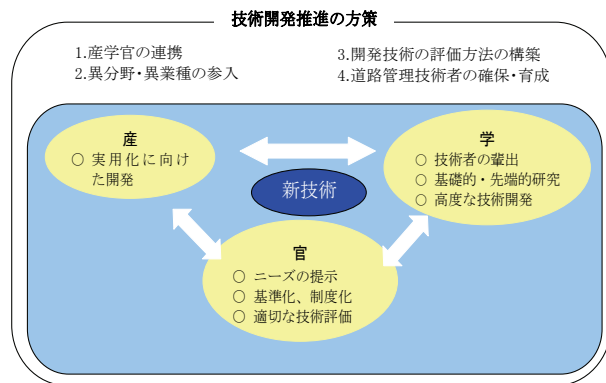 技術開発推進の方策
1.産学官の連携
2.異分野・異業種の参入
3.開発技術の評価方法の構築
4.道路管理技術者の確保・育成
産
○ 実用化に向け
た開発
学
○ 技術者の輩出
○ 基礎的・先端的研究
○ 高度な技術開発
新技術
官
○ ニーズの提示
○ 基準化、制度化
○ 適切な技術評価